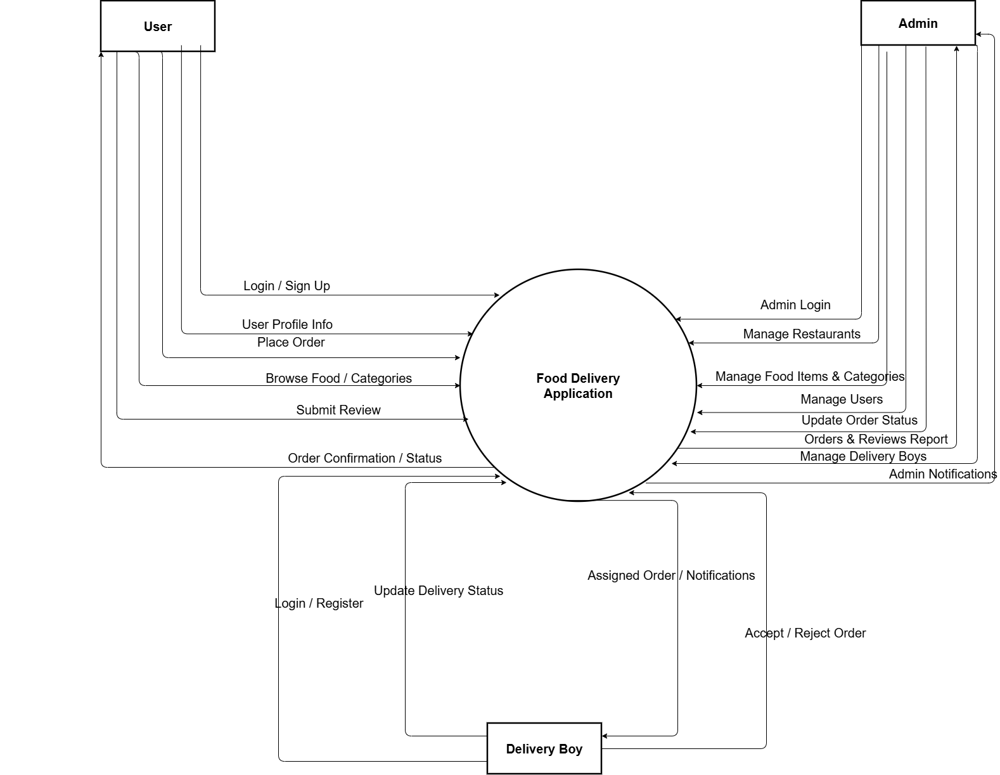 User
Admin
Login / Sign Up
Admin Login
User Profile Info
Manage Restaurants
Place Order
Browse Food / Categories
Manage Food Items & Categories
Food Delivery
Application
Manage Users
Submit Review
Update Order Status
Orders & Reviews Report
Order Confirmation / Status
Manage Delivery Boys
Admin Notifications
Assigned Order / Notifications
Update Delivery Status
Login / Register
Accept / Reject Order
Delivery Boy